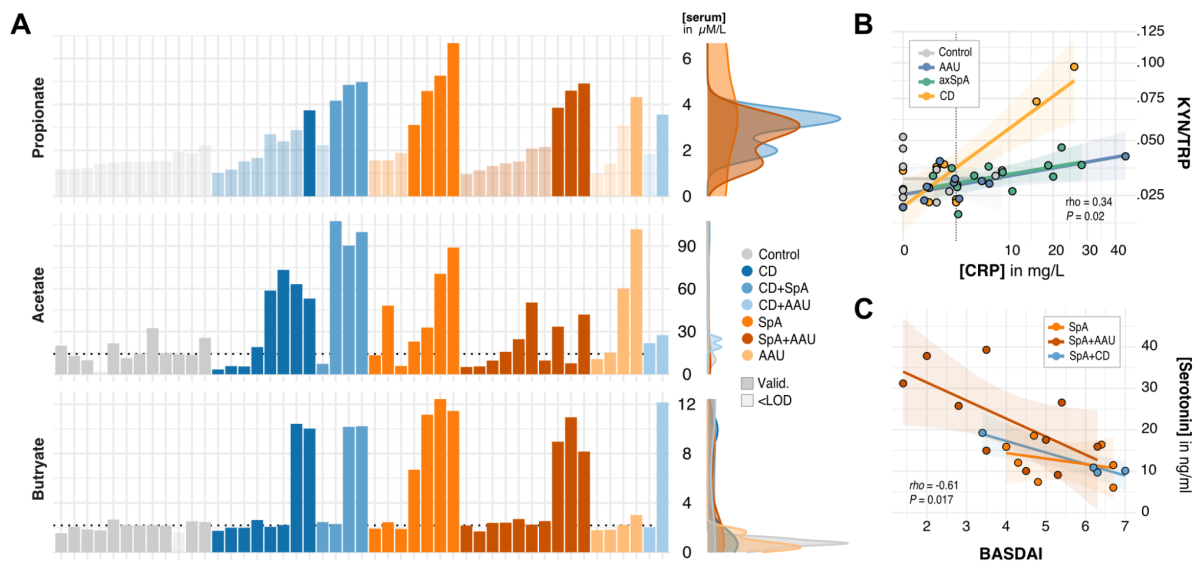 A
[serum]
in µM/L
Propionate
6
4
2
0
Acetate
90
60
30
0
Butryate
12
8
4
0
Control
CD
CD+SpA
CD+AAU
SpA
SpA+AAU
AAU
Valid.
<LOD
B
Control
AAU
axSpA
CD
.125
.100
.075
.050
.025
KYN/TRP
rho = 0.34
P = 0.02
0
10
20
30
40
[CRP] in mg/L
C
SpA
SpA+AAU
SpA+CD
40
30
20
10
0
[Serotonin] in ng/ml
rho = -0.61
P = 0.017
2
3
4
5
6
7
BASDAI